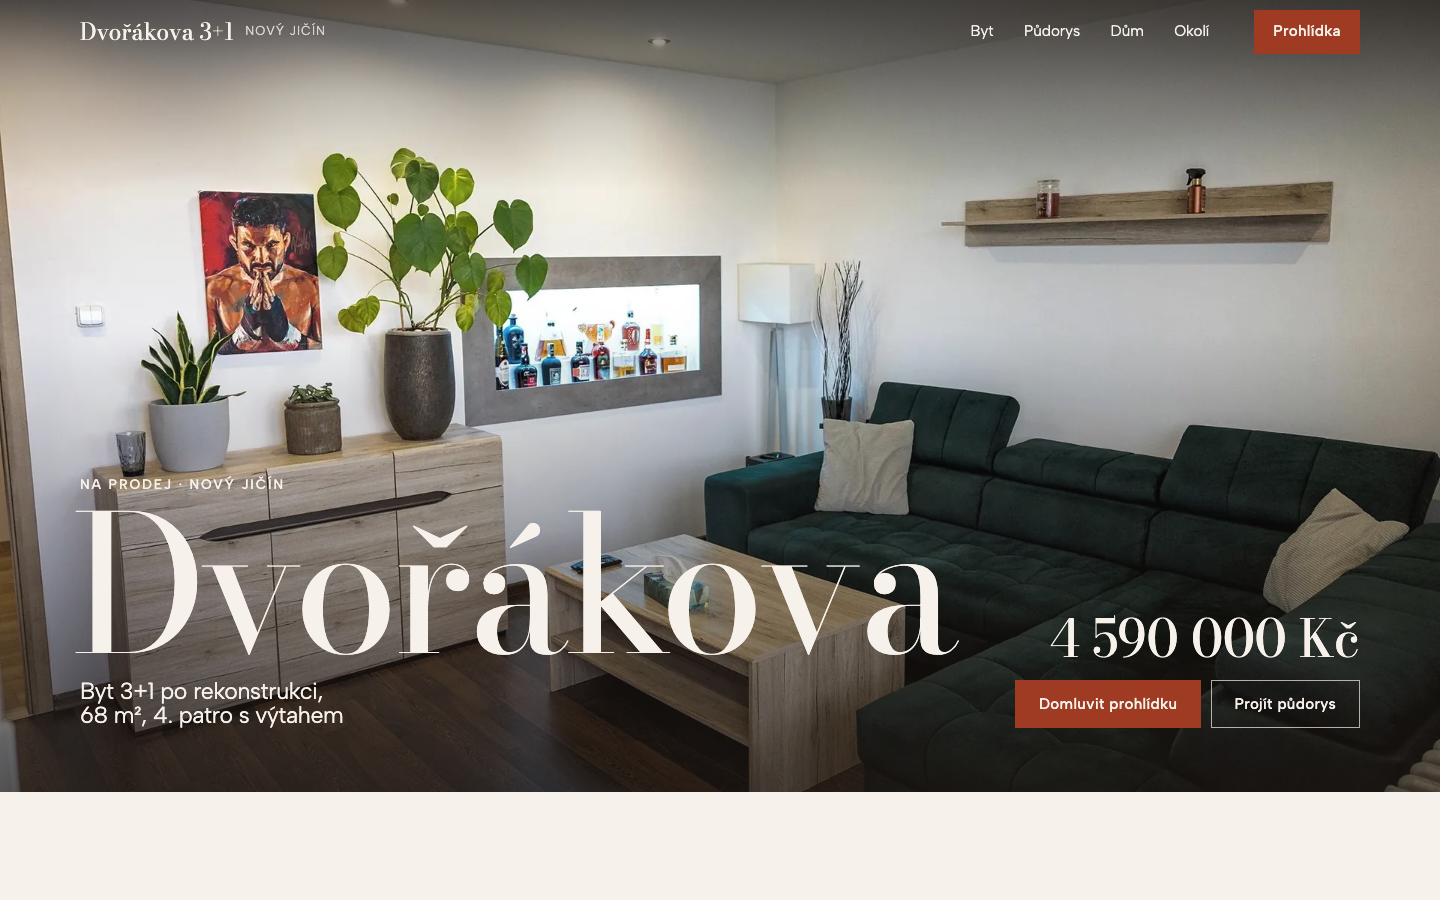 Dvořákova 3+1 NOVÝ JIČÍN
Byt Půdorys Dům Okolí Prohlídka
NA PRODEJ · NOVÝ JIČÍN
Dvořákova
4 590 000 Kč
Byt 3+1 po rekonstrukci,
68 m², 4. patro s výtahem
Domluvit prohlídku Projít půdorys